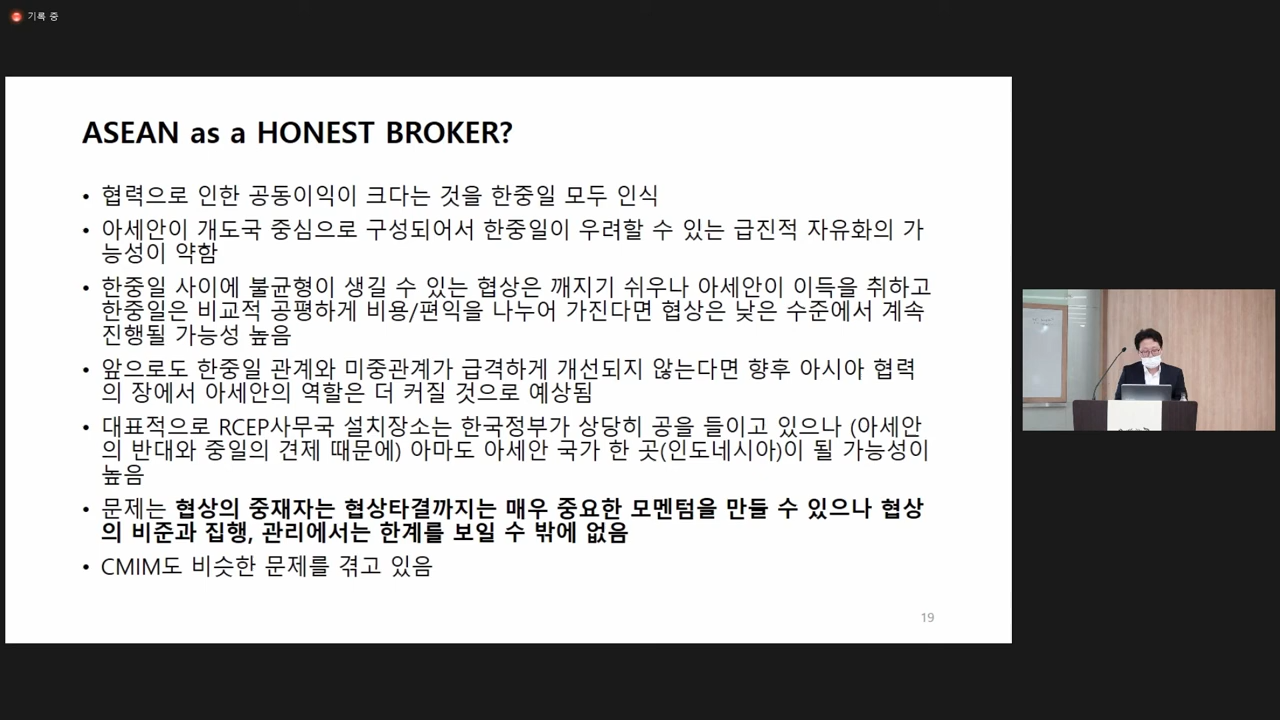 기록 중
ASEAN as a HONEST BROKER?
• 협력으로 인한 공동이익이 크다는 것을 한중일 모두 인식
• 아세안이 개도국 중심으로 구성되어서 한중일이 우려할 수 있는 급진적 자유화의 가
능성이 약함
• 한중일 사이에 불균형이 생길 수 있는 협상은 깨지기 쉬우나 아세안이 이득을 취하고
한중일은 비교적 공평하게 비용/편익을 나누어 가진다면 협상은 낮은 수준에서 계속
진행될 가능성 높음
• 앞으로도 한중일 관계와 미중관계가 급격하게 개선되지 않는다면 향후 아시아 협력
의 장에서 아세안의 역할은 더 커질 것으로 예상됨
• 대표적으로 RCEP사무국 설치장소는 한국정부가 상당히 공을 들이고 있으나 (아세안
의 반대와 중일의 견제 때문에) 아마도 아세안 국가 한 곳(인도네시아)이 될 가능성이
높음
• 문제는 협상의 중재자는 협상타결까지는 매우 중요한 모멘텀을 만들 수 있으나 협상
의 비준과 집행, 관리에서는 한계를 보일 수 밖에 없음
• CMIM도 비슷한 문제를 겪고 있음
19